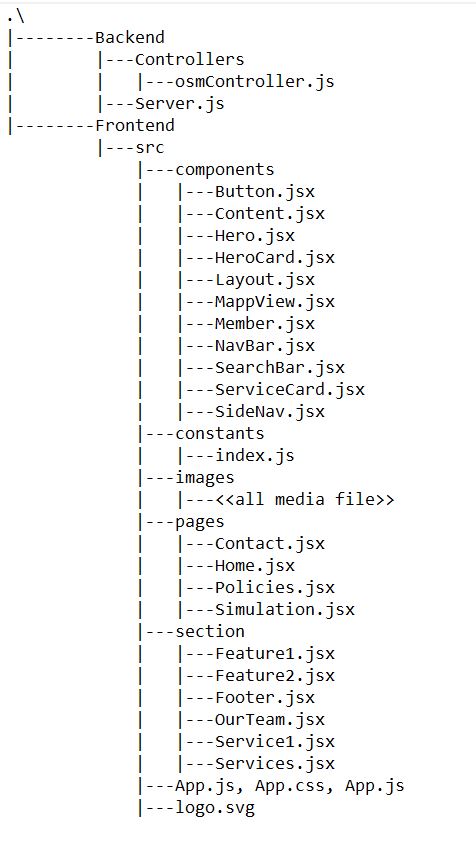 .\
|--------Backend
|        |---Controllers
|        |   |---osmController.js
|        |---Server.js
|--------Frontend
         |---src
             |---components
             |   |---Button.jsx
             |   |---Content.jsx
             |   |---Hero.jsx
             |   |---HeroCard.jsx
             |   |---Layout.jsx
             |   |---MappView.jsx
             |   |---Member.jsx
             |   |---NavBar.jsx
             |   |---SearchBar.jsx
             |   |---ServiceCard.jsx
             |   |---SideNav.jsx
             |---constants
             |   |---index.js
             |---images
             |   |---<<all media file>>
             |---pages
             |   |---Contact.jsx
             |   |---Home.jsx
             |   |---Policies.jsx
             |   |---Simulation.jsx
             |---section
             |   |---Feature1.jsx
             |   |---Feature2.jsx
             |   |---Footer.jsx
             |   |---OurTeam.jsx
             |   |---Service1.jsx
             |   |---Services.jsx
             |---App.js, App.css, App.js
             |---logo.svg